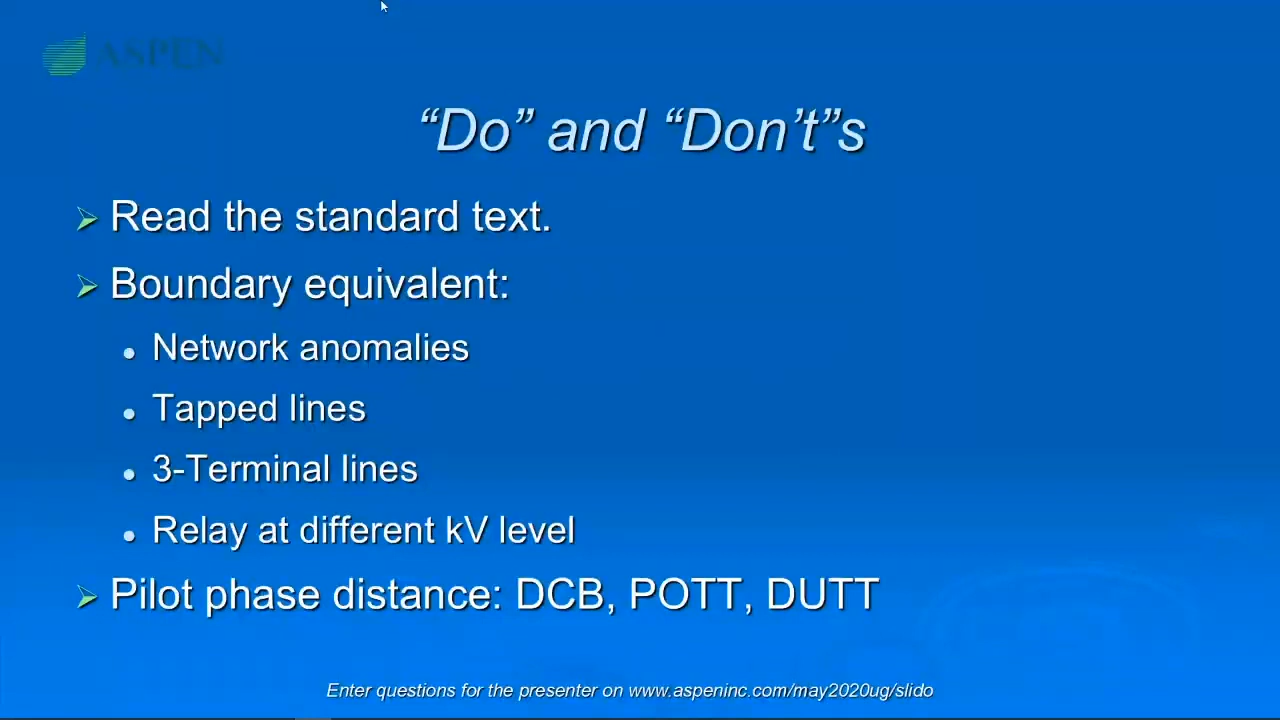 ASPEN
“Do” and “Don’t”s
Read the standard text.
Boundary equivalent:
Network anomalies
Tapped lines
3-Terminal lines
Relay at different kV level
Pilot phase distance: DCB, POTT, DUTT
Enter questions for the presenter on www.aspeninc.com/may2020ug/slido